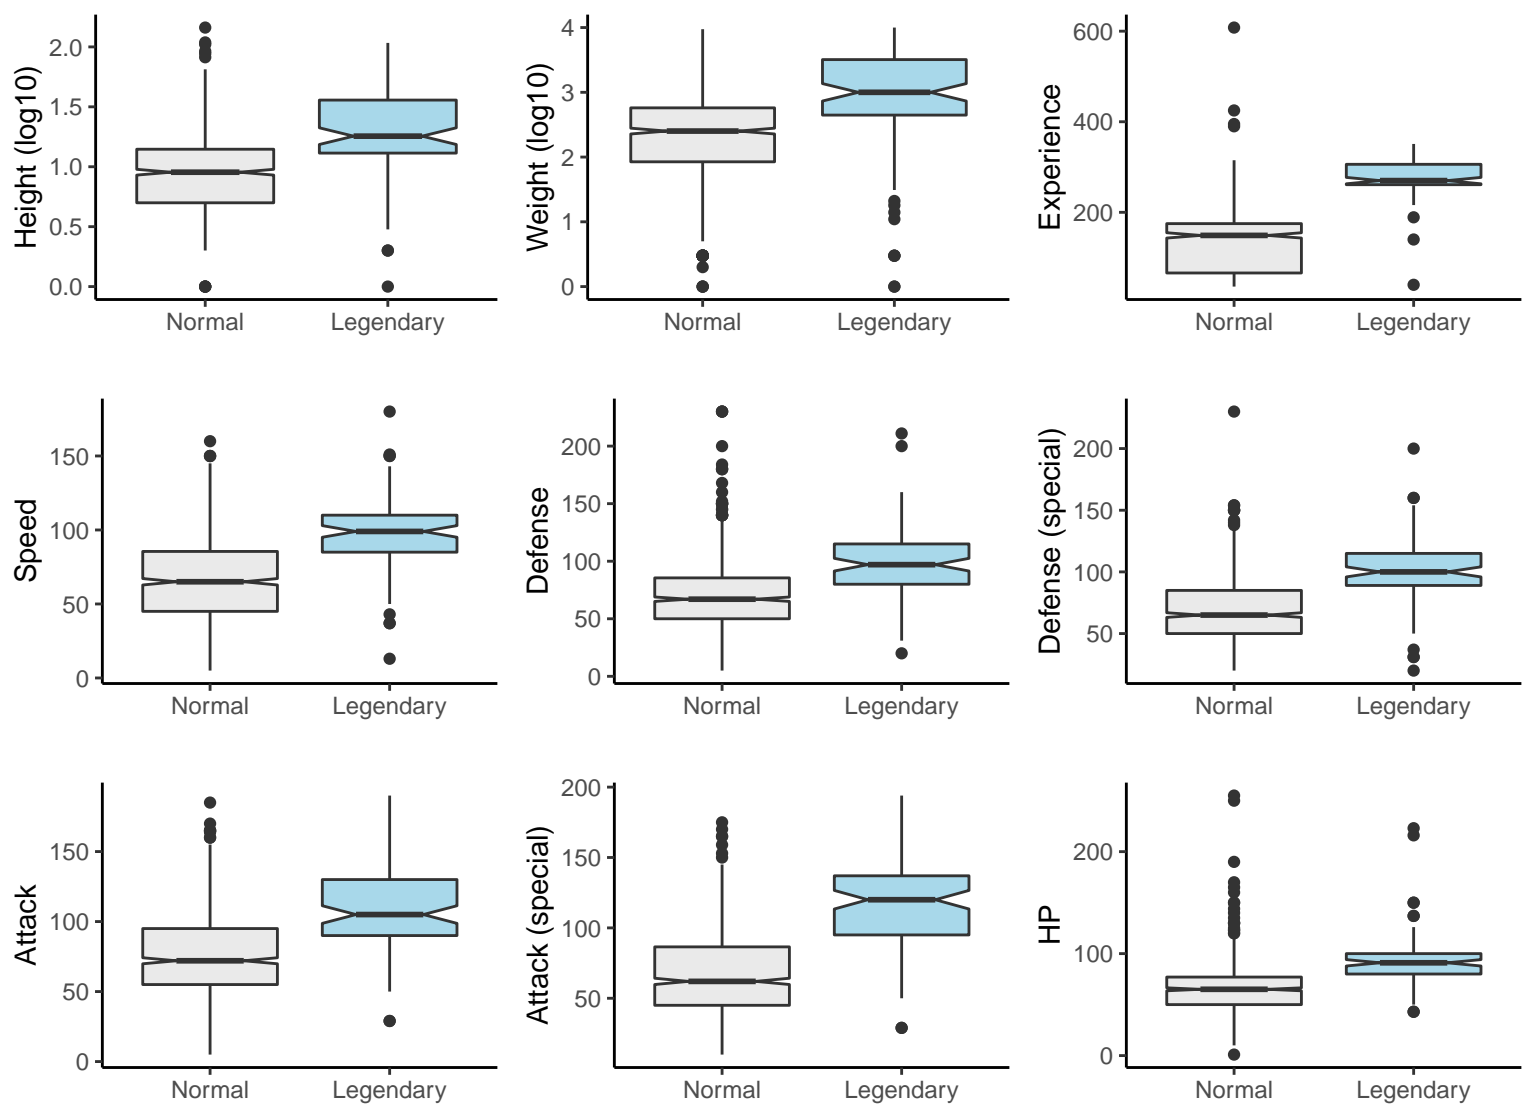 Height (log10)
2.0
1.5
1.0
0.5
0.0
Normal
Legendary
Weight (log10)
4
3
2
1
0
Normal
Legendary
Experience
600
400
200
Normal
Legendary
Speed
150
100
50
0
Normal
Legendary
Defense
200
150
100
50
0
Normal
Legendary
Defense (special)
200
150
100
50
Normal
Legendary
Attack
150
100
50
0
Normal
Legendary
Attack (special)
200
150
100
50
Normal
Legendary
HP
200
100
0
Normal
Legendary